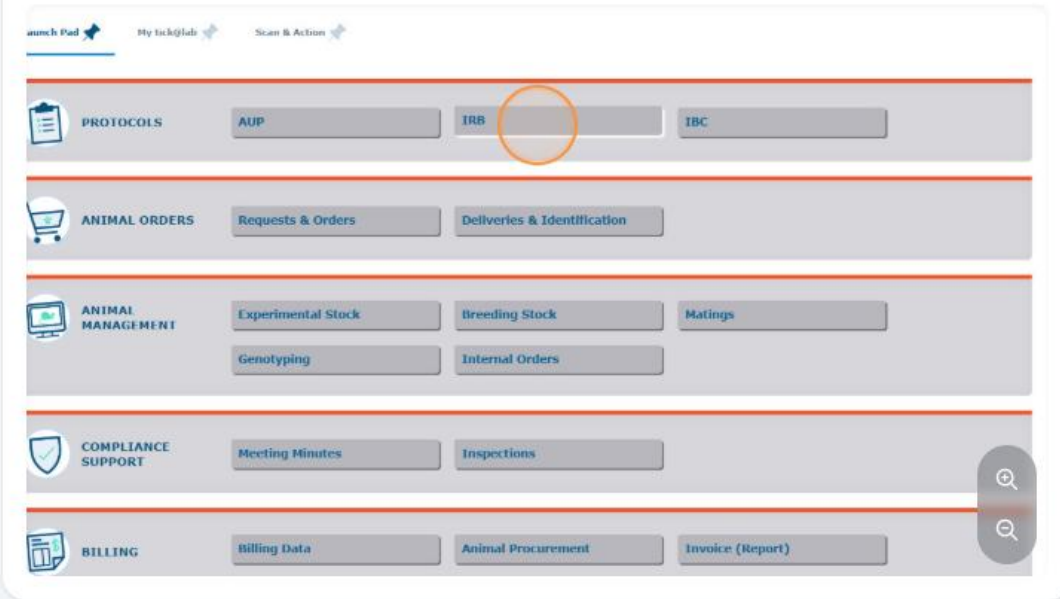 aunch Pad My tick@lab Scan & Action
PROTOCOLS AUP IRB IBC
ANIMAL ORDERS Requests & Orders Deliveries & Identification
ANIMAL
MANAGEMENT
Experimental Stock Breeding Stock Matings
Genotyping Internal Orders
COMPLIANCE
SUPPORT
Meeting Minutes Inspections
BILLING Billing Data Animal Procurement Invoice (Report)